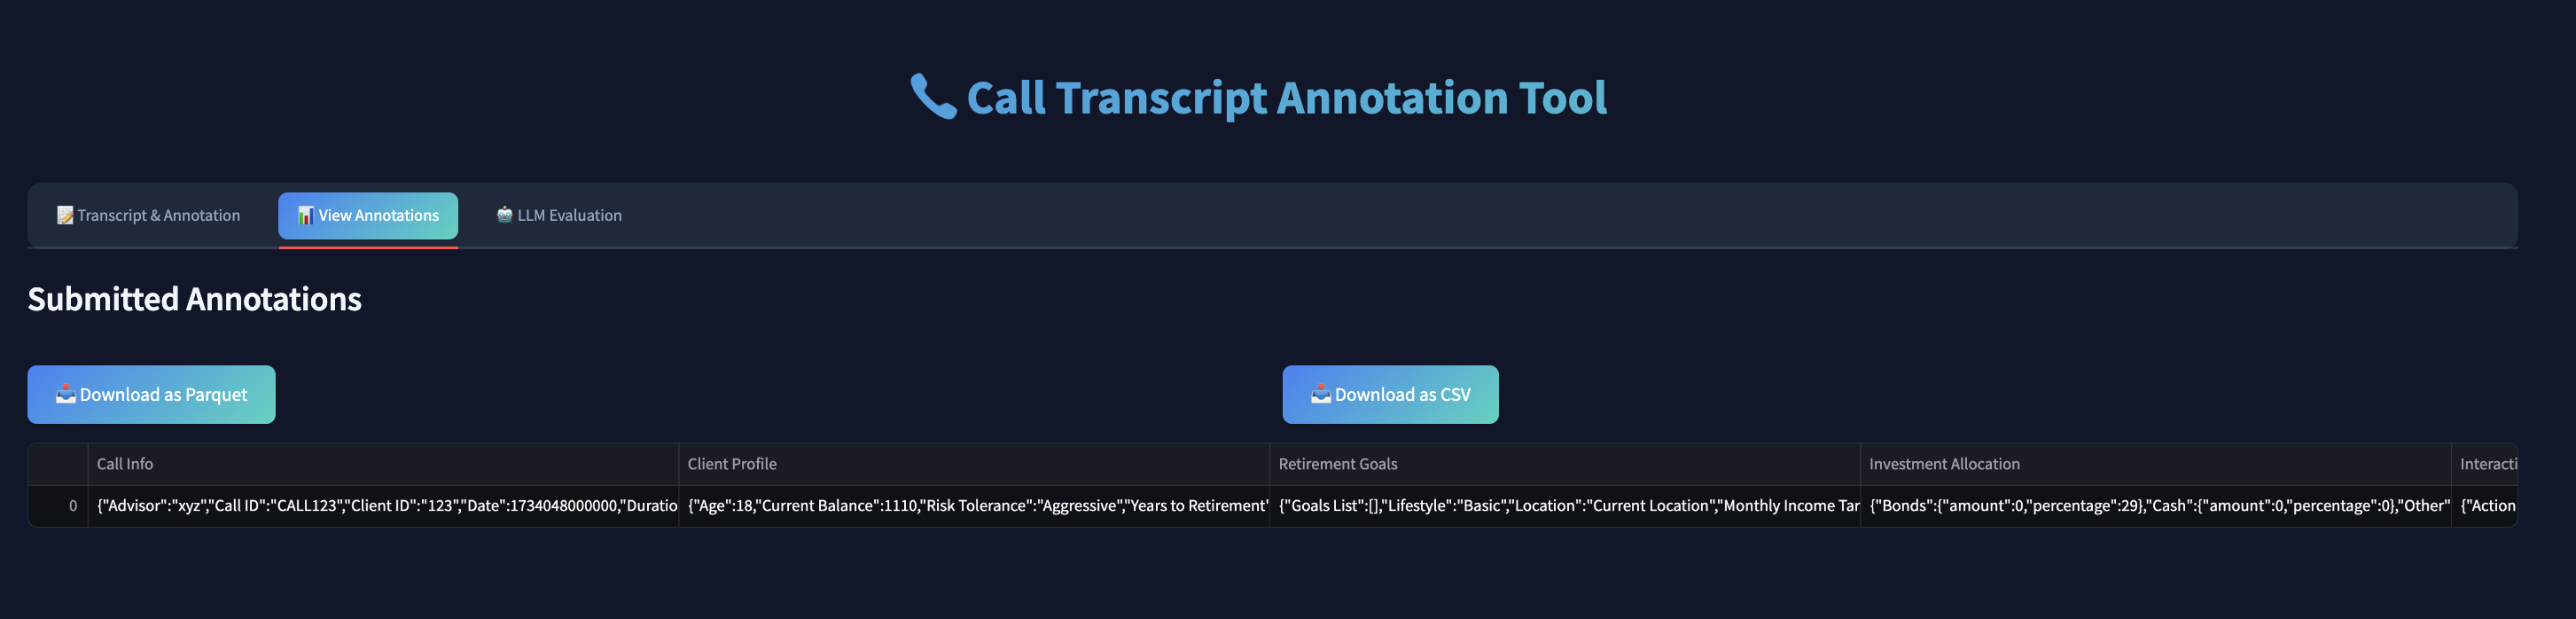 📞 Call Transcript Annotation Tool
📝 Transcript & Annotation
📊 View Annotations
🤖 LLM Evaluation
Submitted Annotations
📥 Download as Parquet
📥 Download as CSV
Call Info Client Profile Retirement Goals Investment Allocation Interacti
0 {"Advisor":"xyz""Call ID":"CALL123""Client ID":"123""Date":1734048000000,"Duratio {"Age":18,"Current Balance":1110,"Risk Tolerance":"Aggressive","Years to Retirement" {"Goals List":[],"Lifestyle":"Basic","Location":"Current Location","Monthly Income Tar {"Bonds":{"amount":0,"percentage":29},"Cash":{"amount":0,"percentage":0},"Other" {"Action